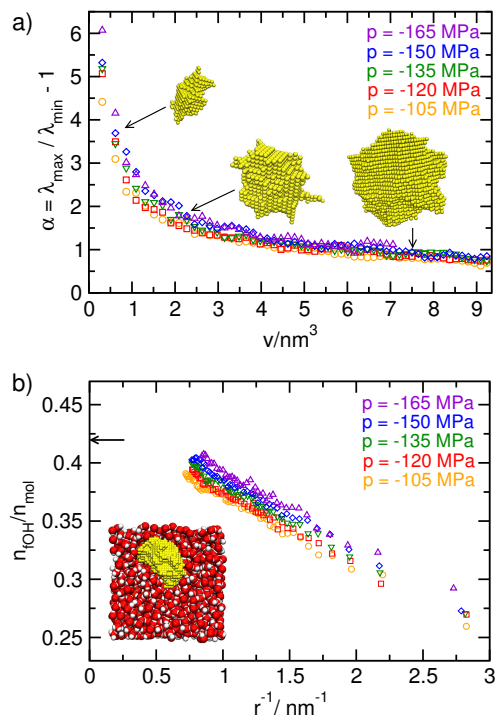 a)
α = λmax / λmin - 1
6
5
4
3
2
1
0
p = -165 MPa
p = -150 MPa
p = -135 MPa
p = -120 MPa
p = -105 MPa
0 1 2 3 4 5 6 7 8 9
v/nm³
b)
nfOH/nmol
0.45
0.4
0.35
0.3
0.25
p = -165 MPa
p = -150 MPa
p = -135 MPa
p = -120 MPa
p = -105 MPa
0 0.5 1 1.5 2 2.5 3
r⁻¹/ nm⁻¹